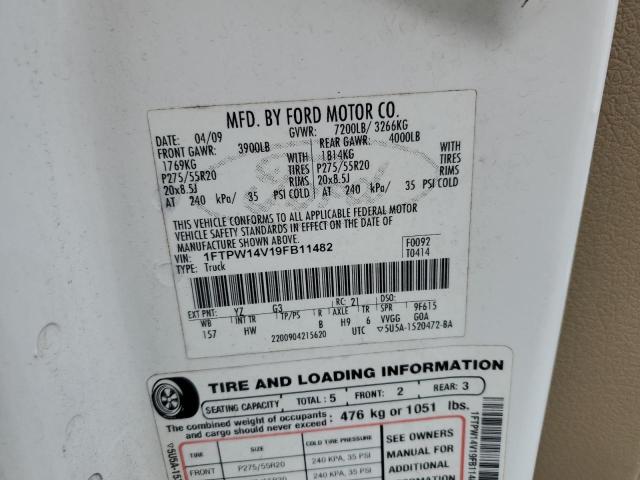 MFD. BY FORD MOTOR CO.
DATE: 04/09 GVWR: 7200LB/ 3266KG
FRONT GAWR: 3900LB REAR GAWR: 4000LB
1769KG WITH 1814KG WITH
P275/55R20 TIRES P275/55R20 TIRES
20x8.5J RIMS 20x8.5J RIMS
AT 240 kPa/ 35 PSI COLD AT 240 kPa/ 35 PSI COLD
Ford
THIS VEHICLE CONFORMS TO ALL APPLICABLE FEDERAL MOTOR
VEHICLE SAFETY STANDARDS IN EFFECT ON THE DATE OF
MANUFACTURE SHOWN ABOVE.
VIN: 1FTPW14V19FB11482 F0092
TYPE: Truck T0414
EXT PNT: YZ G3 RC: 21 DSO:
WB INT TR TP/PS R AXLE TR SPR 9F615
157 HW B H9 6 VVGG GOA
2200904215620 UTC ▽5U5A-1520472-BA
TIRE AND LOADING INFORMATION
SEATING CAPACITY TOTAL: 5 FRONT: 2 REAR: 3
The combined weight of occupants
and cargo should never exceed: 476 kg or 1051 lbs.
TIRE SIZE COLD TIRE PRESSURE SEE OWNERS
FRONT P275/55R20 240 KPA, 35 PSI MANUAL FOR
240 KPA, 35 PSI ADDITIONAL
INFORMATION